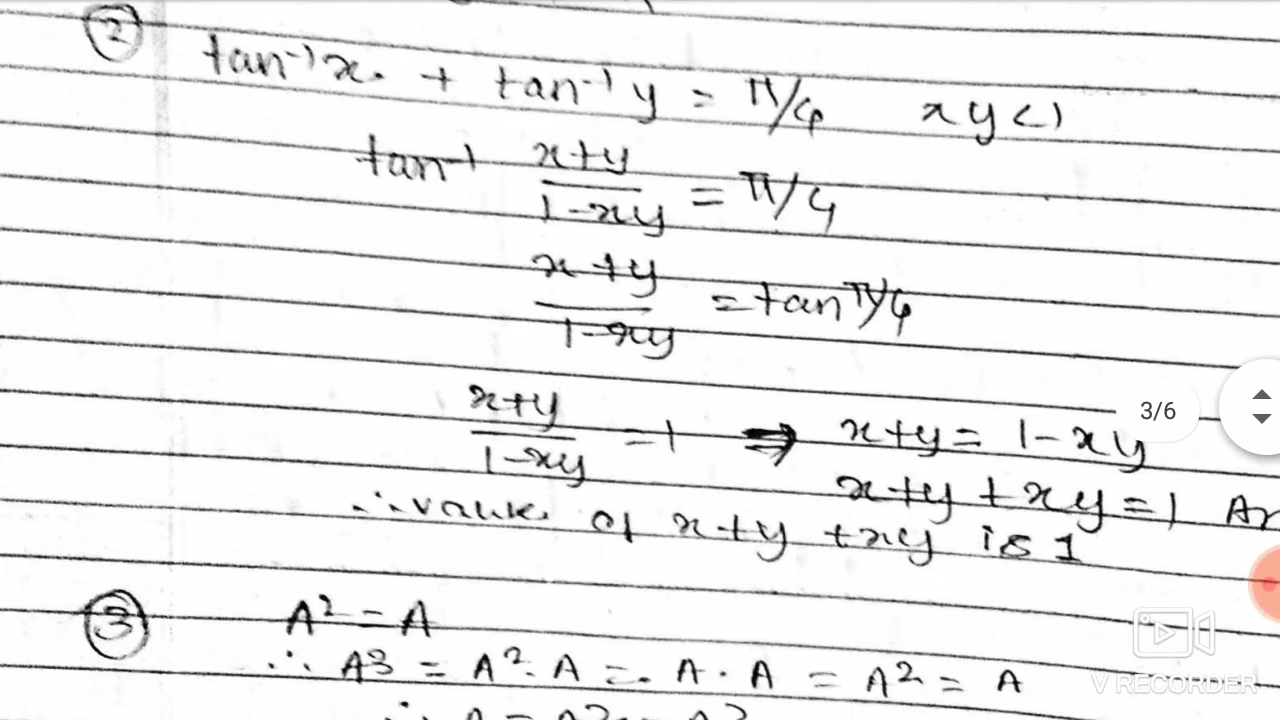 ② tan⁻¹x. + tan⁻¹y = π/4 xy<1
tan⁻¹ x+y/1-xy = π/4
x+y/1-xy = tan π/4
x+y/1-xy = 1 ⇒ x+y = 1-xy
3/6
x+y+xy=1
∴ value of x+y+xy is 1
③ A² = A
∴ A³ = A².A = A.A = A² = A
V RECORDER